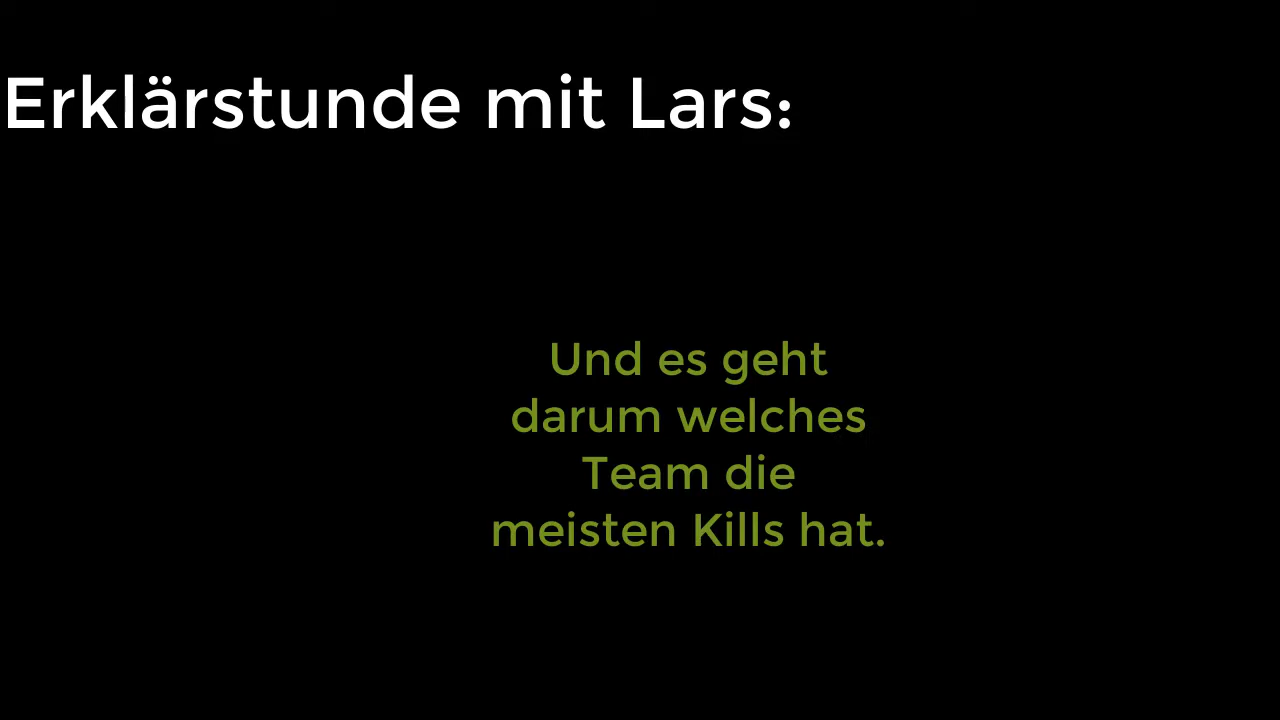 Erklärstunde mit Lars:
Und es geht
darum welches
Team die
meisten Kills hat.